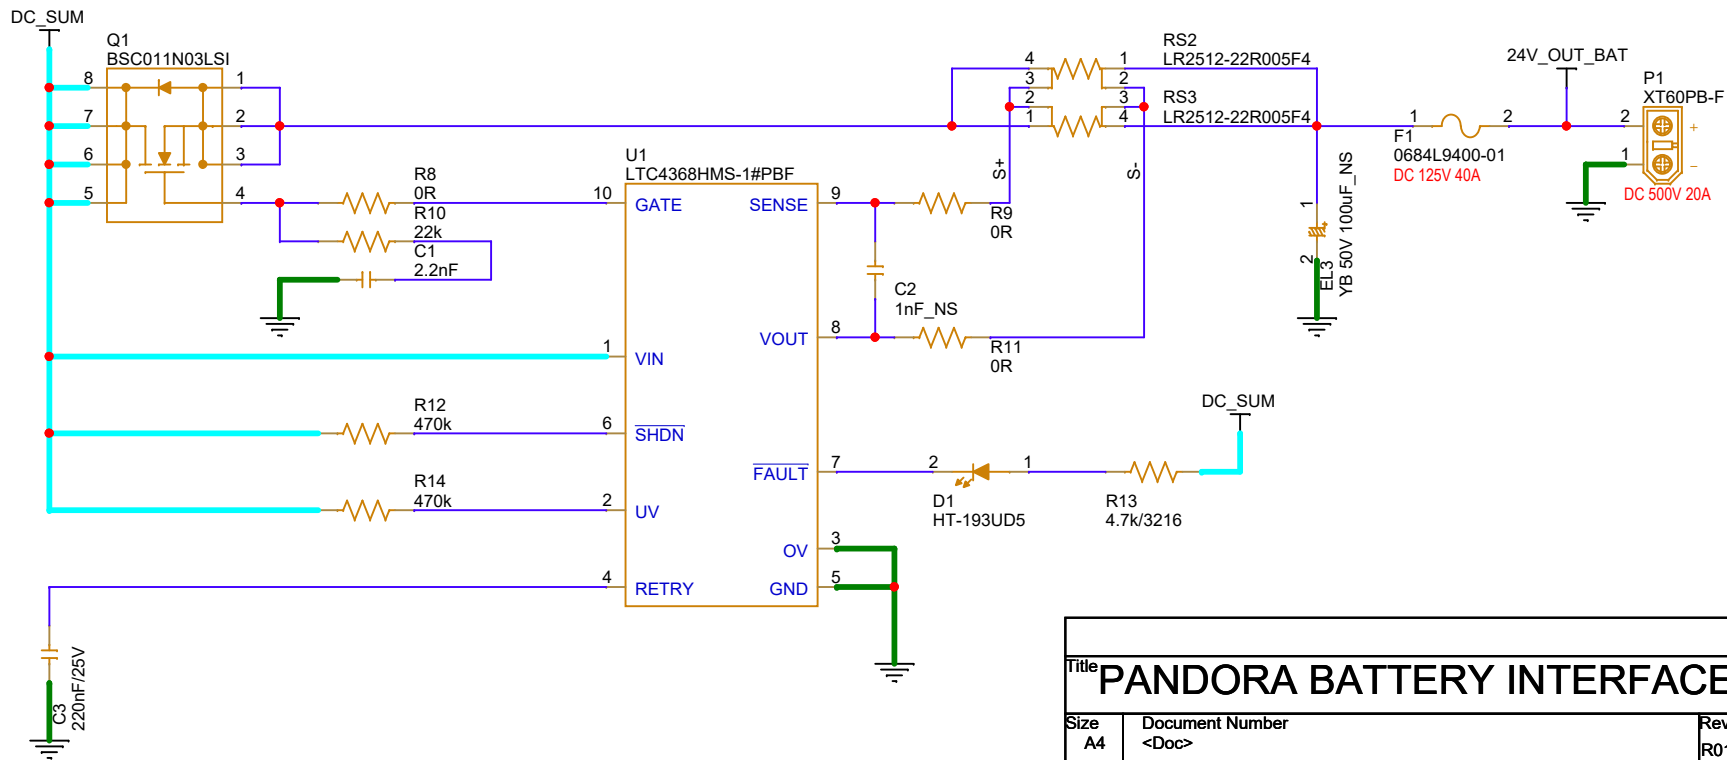 DC_SUM
Q1
BSC011N03LSI
8
7
6
5
1
2
3
4
R8
0R
R10
22k
C1
2.2nF
U1
LTC4368HMS-1#PBF
10
GATE
1
VIN
6
SHDN
2
UV
4
RETRY
SENSE
9
VOUT
8
FAULT
7
OV
3
GND
5
R12
470k
R14
470k
C3
220nF/25V
C2
1nF_NS
R9
0R
R11
0R
S+
S-
4
3
2
1
1
2
3
4
RS2
LR2512-22R005F4
RS3
LR2512-22R005F4
1
2
EL3
YB 50V 100uF_NS
1
2
F1
0684L9400-01
DC 125V 40A
24V_OUT_BAT
P1
XT60PB-F
2
1
+
−
DC 500V 20A
DC_SUM
2
1
D1
HT-193UD5
R13
4.7k/3216
Title
PANDORA BATTERY INTERFACE
Size
A4
Document Number
<Doc>
Rev
R01